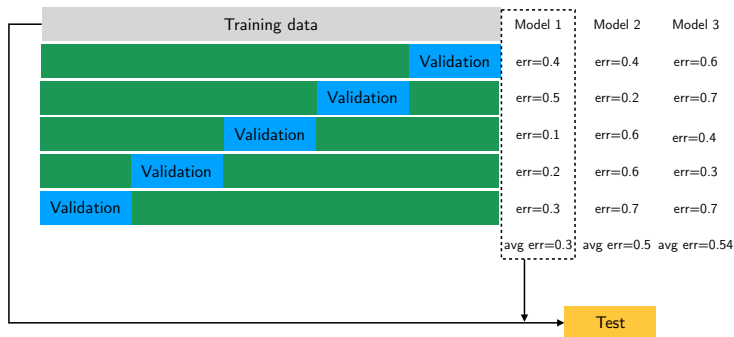 Training data Model 1 Model 2 Model 3
Validation err=0.4 err=0.4 err=0.6
Validation err=0.5 err=0.2 err=0.7
Validation err=0.1 err=0.6 err=0.4
Validation err=0.2 err=0.6 err=0.3
Validation err=0.3 err=0.7 err=0.7
avg err=0.3 avg err=0.5 avg err=0.54
Test